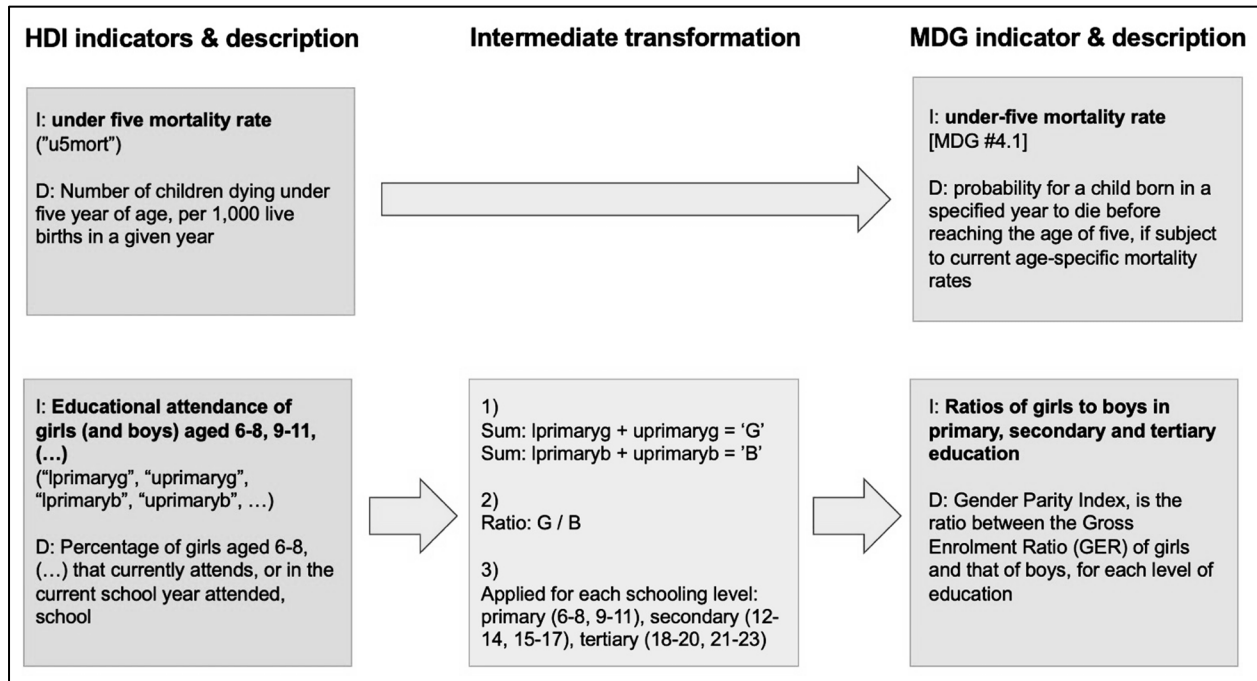 HDI indicators & description
Intermediate transformation
MDG indicator & description
I: under five mortality rate
("u5mort")
D: Number of children dying under
five year of age, per 1,000 live
births in a given year
I: under-five mortality rate
[MDG #4.1]
D: probability for a child born in a
specified year to die before
reaching the age of five, if subject
to current age-specific mortality
rates
I: Educational attendance of
girls (and boys) aged 6-8, 9-11,
(…)
("lprimaryg", "uprimaryg",
"lprimaryb", "uprimaryb", …)
D: Percentage of girls aged 6-8,
(…) that currently attends, or in the
current school year attended,
school
1)
Sum: lprimaryg + uprimaryg = 'G'
Sum: lprimaryb + uprimaryb = 'B'
2)
Ratio: G / B
3)
Applied for each schooling level:
primary (6-8, 9-11), secondary (12-
14, 15-17), tertiary (18-20, 21-23)
I: Ratios of girls to boys in
primary, secondary and tertiary
education
D: Gender Parity Index, is the
ratio between the Gross
Enrolment Ratio (GER) of girls
and that of boys, for each level of
education